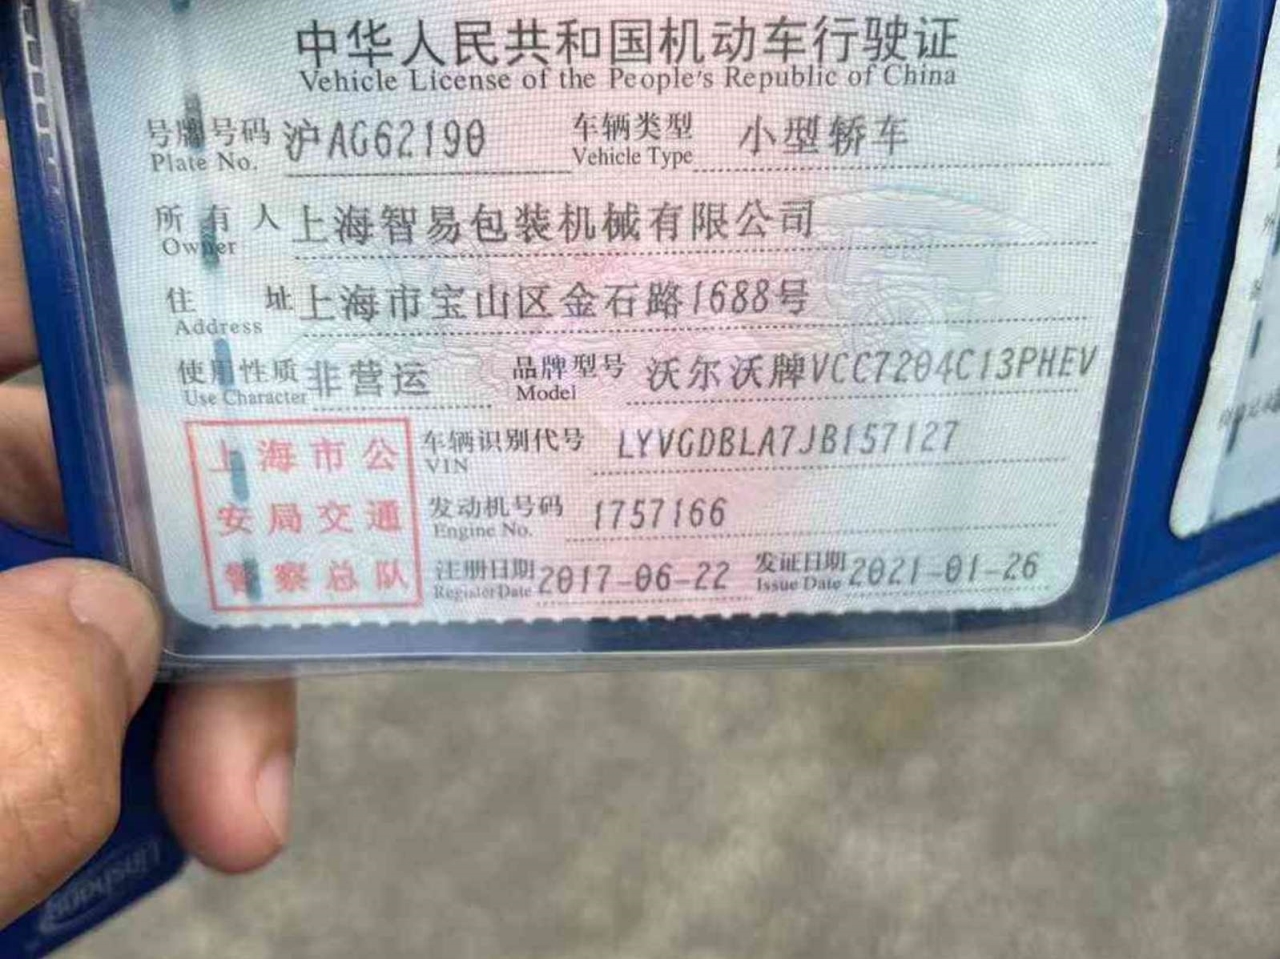 中华人民共和国机动车行驶证
Vehicle License of the People's Republic of China
号牌号码 沪AG62190 车辆类型 小型轿车
Plate No. Vehicle Type
所有人 上海智易包装机械有限公司
Owner
住址 上海市宝山区金石路1688号
Address
使用性质 非营运 品牌型号 沃尔沃牌VCC7204C13PHEV
Use Character Model
车辆识别代号 LYVGDBLA7JB157127
VIN
发动机号码 1757166
Engine No.
注册日期 2017-06-22 发证日期 2021-01-26
Register Date Issue Date
上海市公
安局交通
警察总队